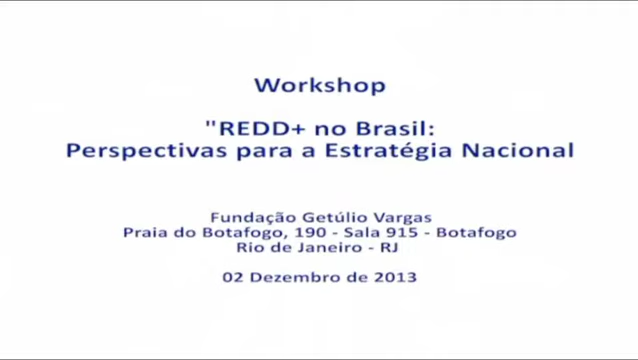 Workshop
"REDD+ no Brasil:
Perspectivas para a Estratégia Nacional
Fundação Getúlio Vargas
Praia do Botafogo, 190 - Sala 915 - Botafogo
Rio de Janeiro - RJ
02 Dezembro de 2013